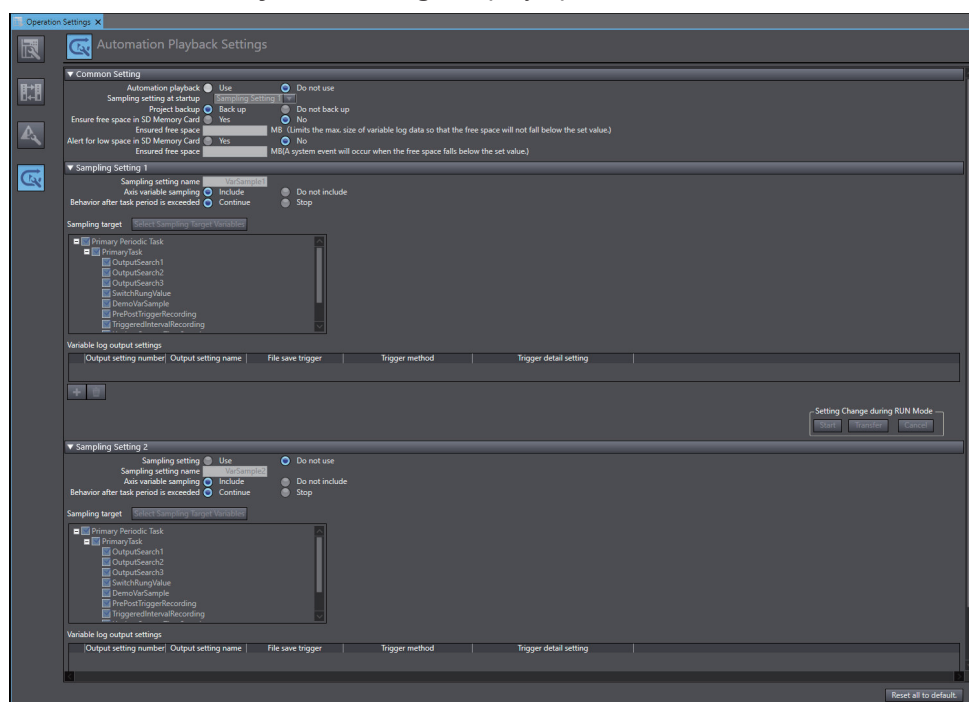 Operation Settings X
Automation Playback Settings
▼ Common Setting
Automation playback Use Do not use
Sampling setting at startup Sampling Setting 1
Project backup Back up Do not back up
Ensure free space in SD Memory Card Yes No
Ensured free space MB (Limits the max. size of variable log data so that the free space will not fall below the set value.)
Alert for low space in SD Memory Card Yes No
Ensured free space MB(A system event will occur when the free space falls below the set value.)
▼ Sampling Setting 1
Sampling setting name VarSample1
Axis variable sampling Include Do not include
Behavior after task period is exceeded Continue Stop
Sampling target Select Sampling Target Variables
Primary Periodic Task
PrimaryTask
OutputSearch1
OutputSearch2
OutputSearch3
SwitchRungValue
DemoVarSample
PrePostTriggerRecording
TriggeredIntervalRecording
Variable log output settings
Output setting number Output setting name File save trigger Trigger method Trigger detail setting
Setting Change during RUN Mode
Start Transfer Cancel
▼ Sampling Setting 2
Sampling setting Use Do not use
Sampling setting name VarSample2
Axis variable sampling Include Do not include
Behavior after task period is exceeded Continue Stop
Sampling target Select Sampling Target Variables
Primary Periodic Task
PrimaryTask
OutputSearch1
OutputSearch2
OutputSearch3
SwitchRungValue
DemoVarSample
PrePostTriggerRecording
TriggeredIntervalRecording
Variable log output settings
Output setting number Output setting name File save trigger Trigger method Trigger detail setting
Reset all to default.